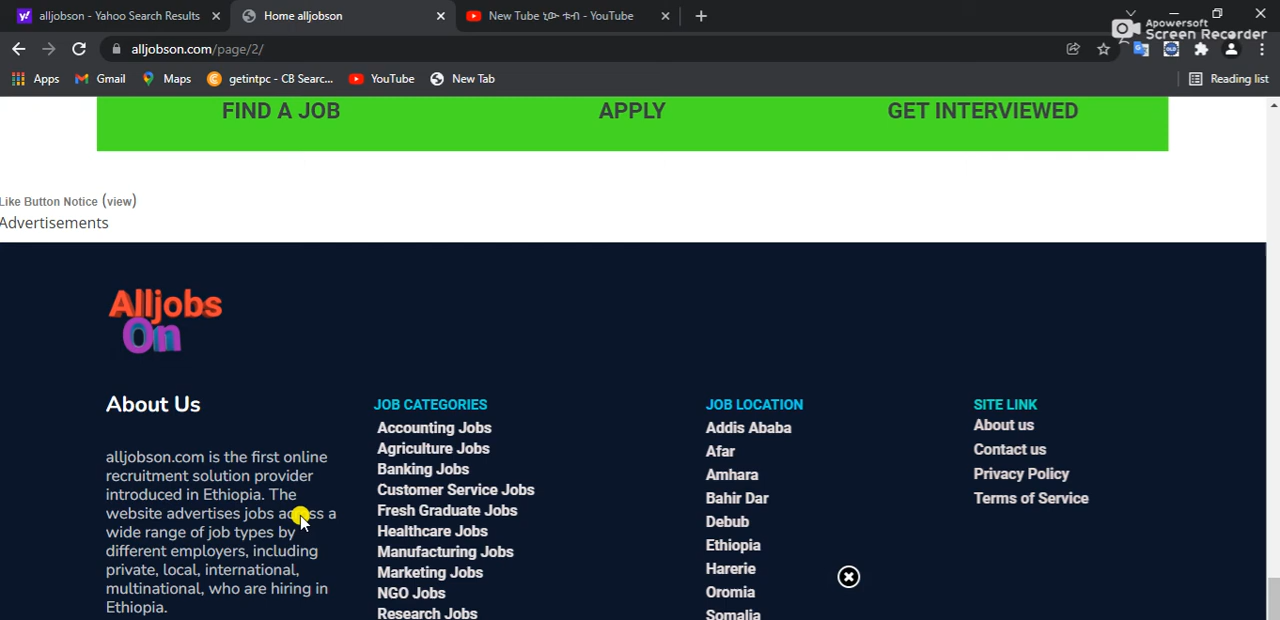 alljobson - Yahoo Search Results
Home alljobson
New Tube ኒው ቱብ - YouTube
Apowersoft
Screen Recorder
alljobson.com/page/2/
Apps
Gmail
Maps
getintpc - CB Searc...
YouTube
New Tab
Reading list
FIND A JOB
APPLY
GET INTERVIEWED
Like Button Notice (view)
Advertisements
Alljobs
On
About Us
JOB CATEGORIES
JOB LOCATION
SITE LINK
Accounting Jobs
Addis Ababa
About us
Agriculture Jobs
Afar
Contact us
alljobson.com is the first online
Banking Jobs
Amhara
Privacy Policy
recruitment solution provider
Customer Service Jobs
Bahir Dar
Terms of Service
introduced in Ethiopia. The
Fresh Graduate Jobs
Debub
website advertises jobs across a
Healthcare Jobs
Ethiopia
wide range of job types by
Manufacturing Jobs
Harerie
different employers, including
Marketing Jobs
Oromia
private, local, international,
NGO Jobs
Somalia
multinational, who are hiring in
Research Jobs
Ethiopia.